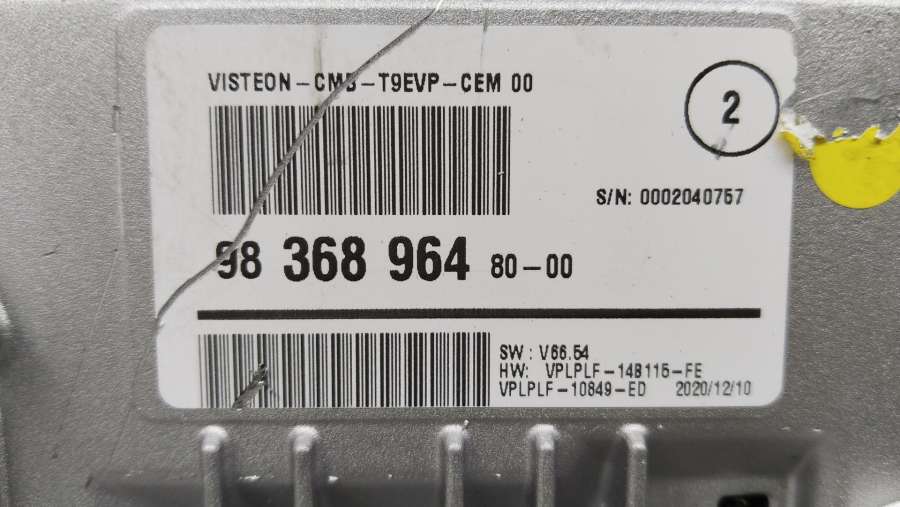 VISTEON-CMB-T9EVP-CEM 00
2
S/N: 0002040757
98 368 964 80-00
SW: V66.54
HW: VPLPLF-14B115-FE
VPLPLF-10849-ED 2020/12/10